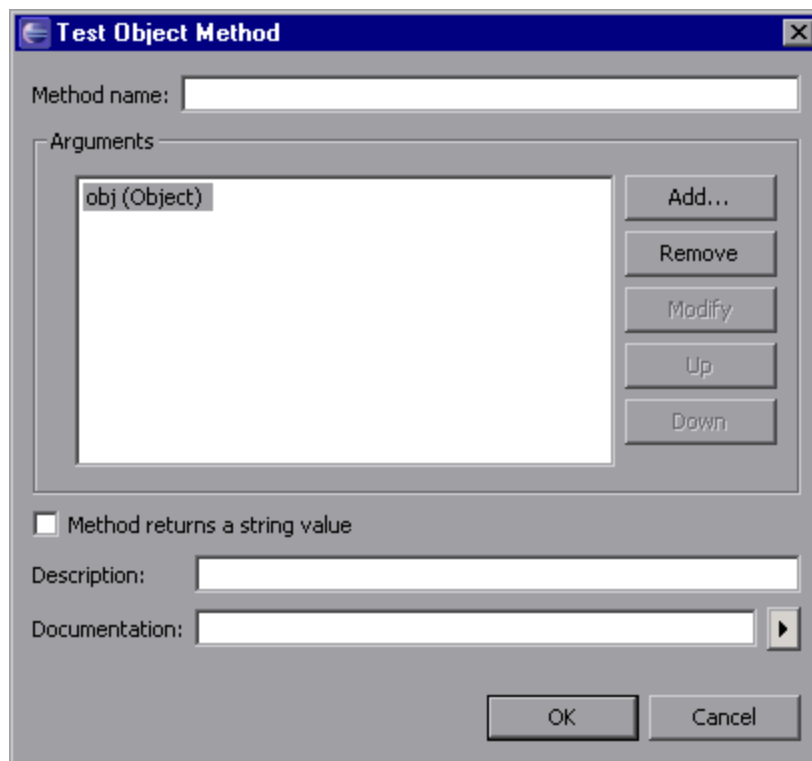 Test Object Method
Method name:
Arguments
obj (Object)
Add...
Remove
Modify
Up
Down
Method returns a string value
Description:
Documentation:
OK
Cancel